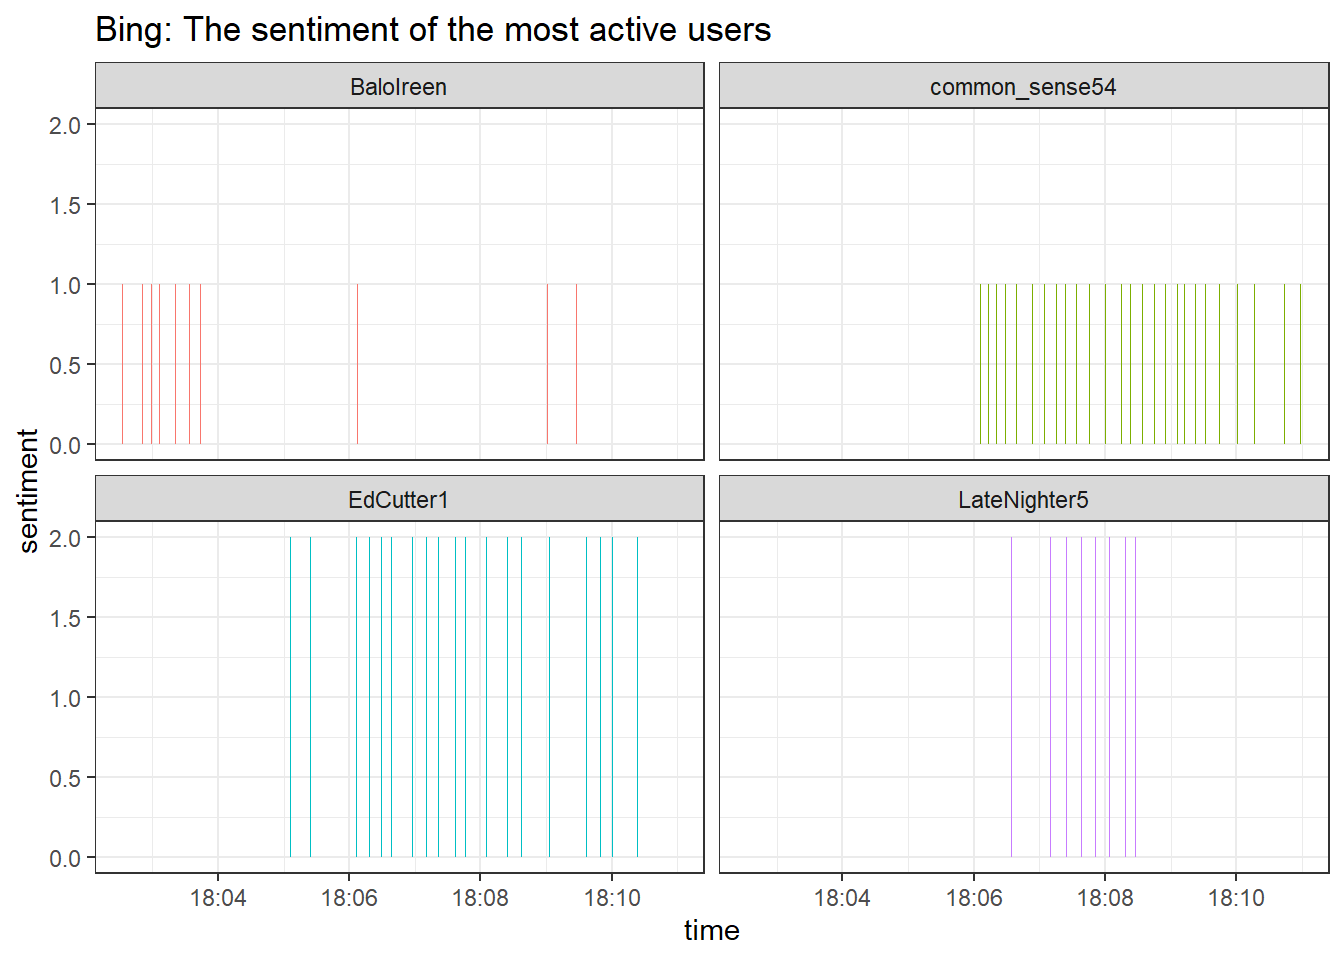 Bing: The sentiment of the most active users
BaloIreen
common_sense54
2.0
1.5
1.0
0.5
0.0
EdCutter1
LateNighter5
2.0
1.5
1.0
0.5
0.0
sentiment
18:04 18:06 18:08 18:10 18:04 18:06 18:08 18:10
time